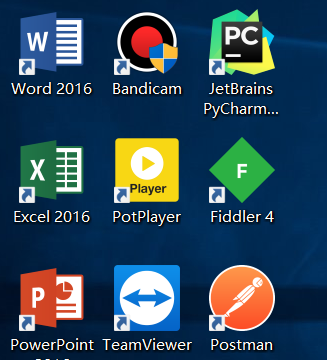 W
PC
Word 2016
Bandicam
JetBrains
PyCharm...
X
Player
F
Excel 2016
PotPlayer
Fiddler 4
P
PowerPoint
TeamViewer
Postman